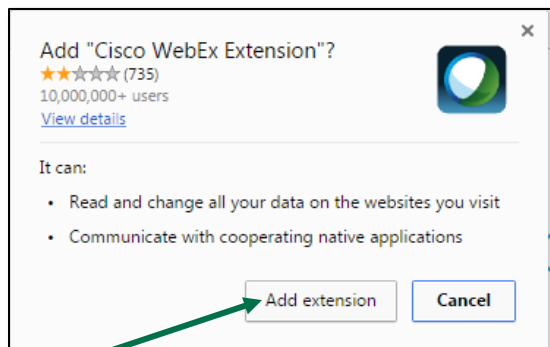 Add "Cisco WebEx Extension"?
(735)
10,000,000+ users
View details
It can:
• Read and change all your data on the websites you visit
• Communicate with cooperating native applications
Add extension
Cancel